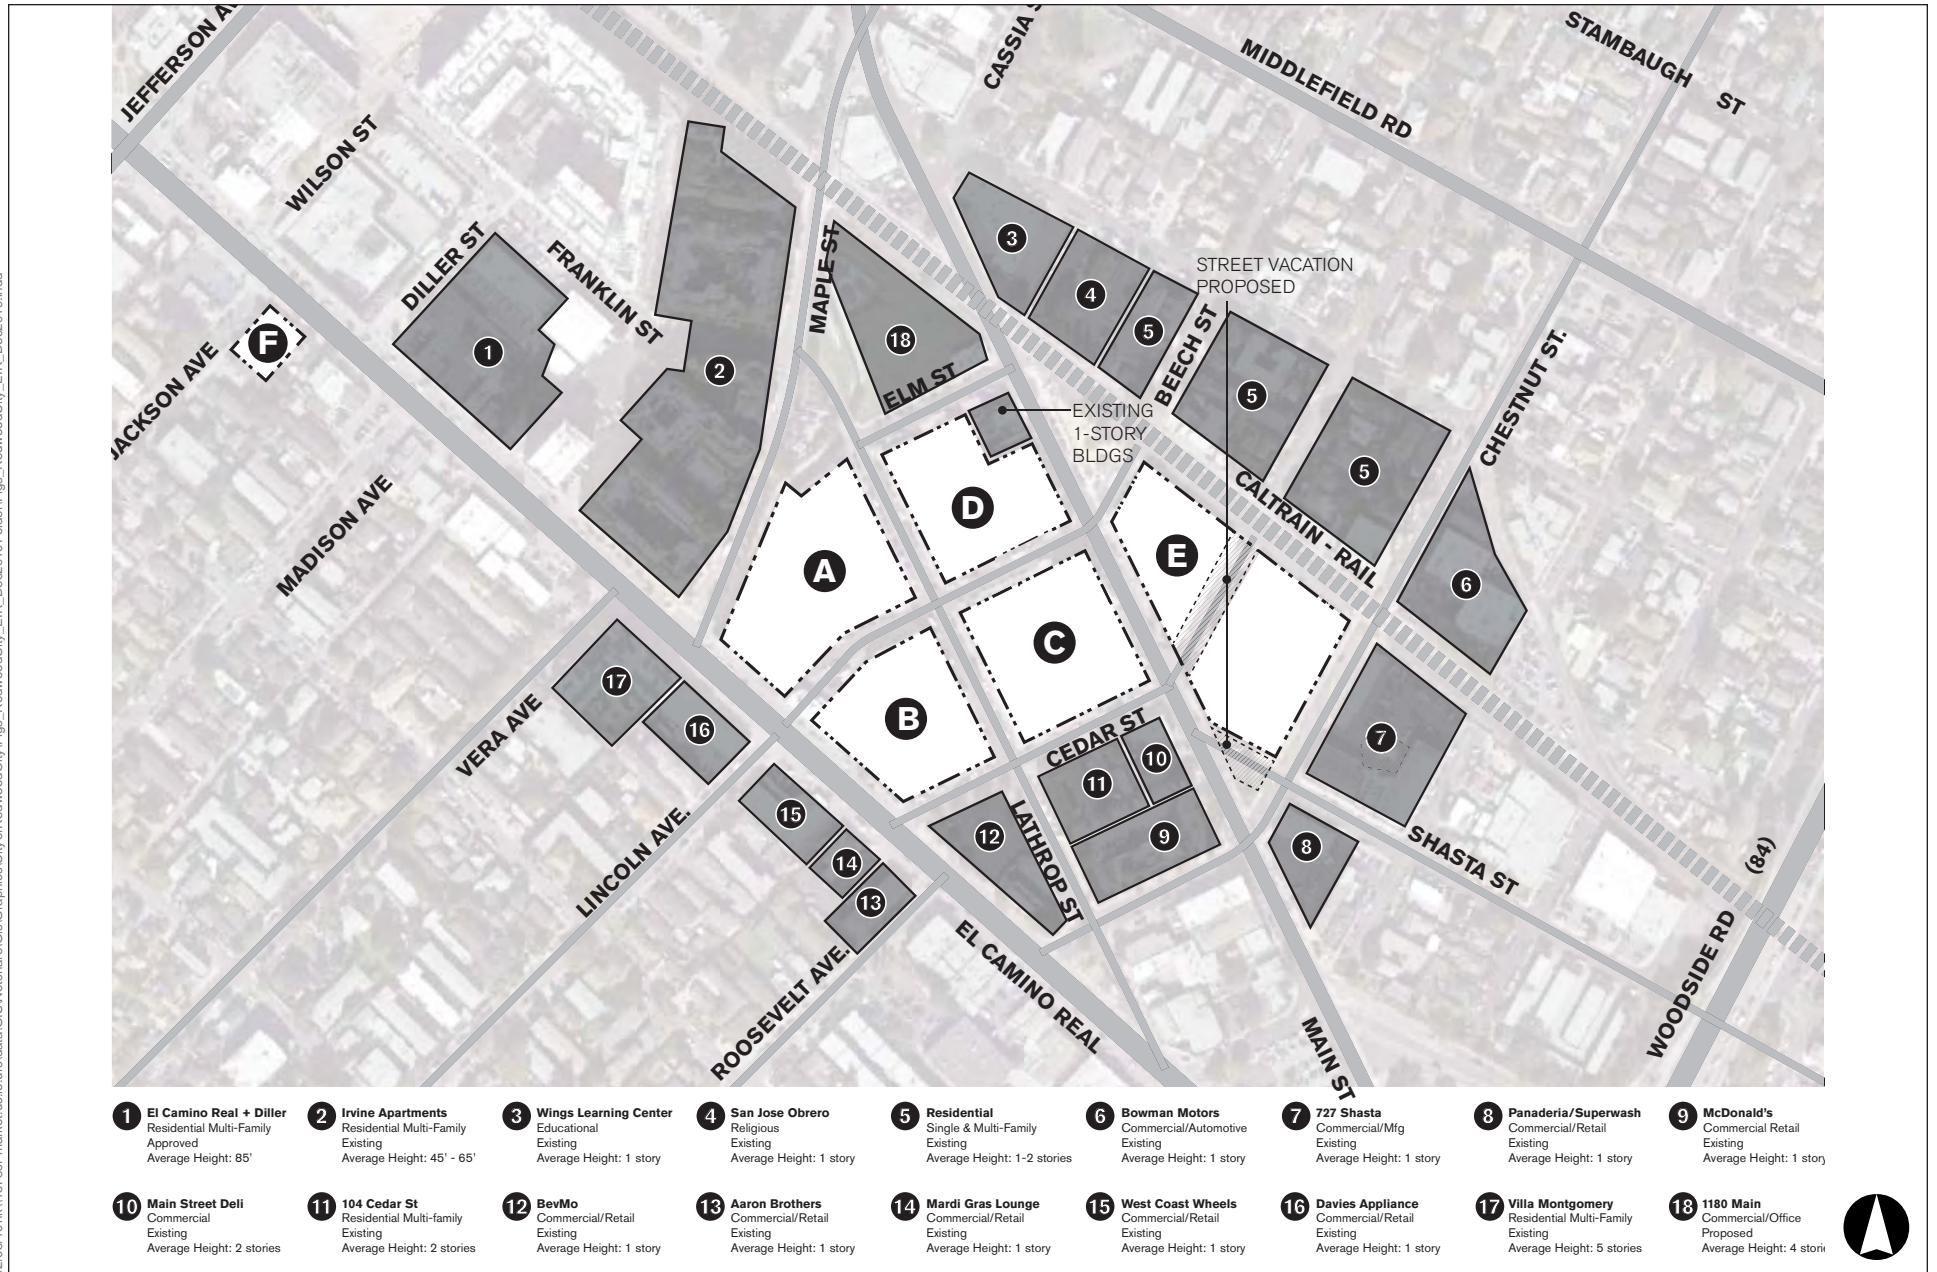 JEFFERSON AV
CASSIA S
STAMBAUGH ST
MIDDLEFIELD RD
WILSON ST
DILLER ST
FRANKLIN ST
MAPLE ST
3
4
5
STREET VACATION
PROPOSED
BEECH ST
F
1
2
18
ELM ST
5
JACKSON AVE
EXISTING
1-STORY
BLDGS
CHESTNUT ST.
5
MADISON AVE
D
CALTRAIN - RAIL
A
E
6
C
17
16
B
VERA AVE
CEDAR ST
10
11
7
15
14
13
12
LATHROP ST
9
8
SHASTA ST
(84)
LINCOLN AVE.
ROOSEVELT AVE.
EL CAMINO REAL
MAIN ST
WOODSIDE RD
1 El Camino Real + Diller
Residential Multi-Family
Approved
Average Height: 85'
2 Irvine Apartments
Residential Multi-Family
Existing
Average Height: 45' - 65'
3 Wings Learning Center
Educational
Existing
Average Height: 1 story
4 San Jose Obrero
Religious
Existing
Average Height: 1 story
5 Residential
Single & Multi-Family
Existing
Average Height: 1-2 stories
6 Bowman Motors
Commercial/Automotive
Existing
Average Height: 1 story
7 727 Shasta
Commercial/Mfg
Existing
Average Height: 1 story
8 Panaderia/Superwash
Commercial/Retail
Existing
Average Height: 1 story
9 McDonald's
Commercial Retail
Existing
Average Height: 1 story
10 Main Street Deli
Commercial
Existing
Average Height: 2 stories
11 104 Cedar St
Residential Multi-family
Existing
Average Height: 2 stories
12 BevMo
Commercial/Retail
Existing
Average Height: 1 story
13 Aaron Brothers
Commercial/Retail
Existing
Average Height: 1 story
14 Mardi Gras Lounge
Commercial/Retail
Existing
Average Height: 1 story
15 West Coast Wheels
Commercial/Retail
Existing
Average Height: 1 story
16 Davies Appliance
Commercial/Retail
Existing
Average Height: 1 story
17 Villa Montgomery
Residential Multi-Family
Existing
Average Height: 5 stories
18 1180 Main
Commercial/Office
Proposed
Average Height: 4 stori